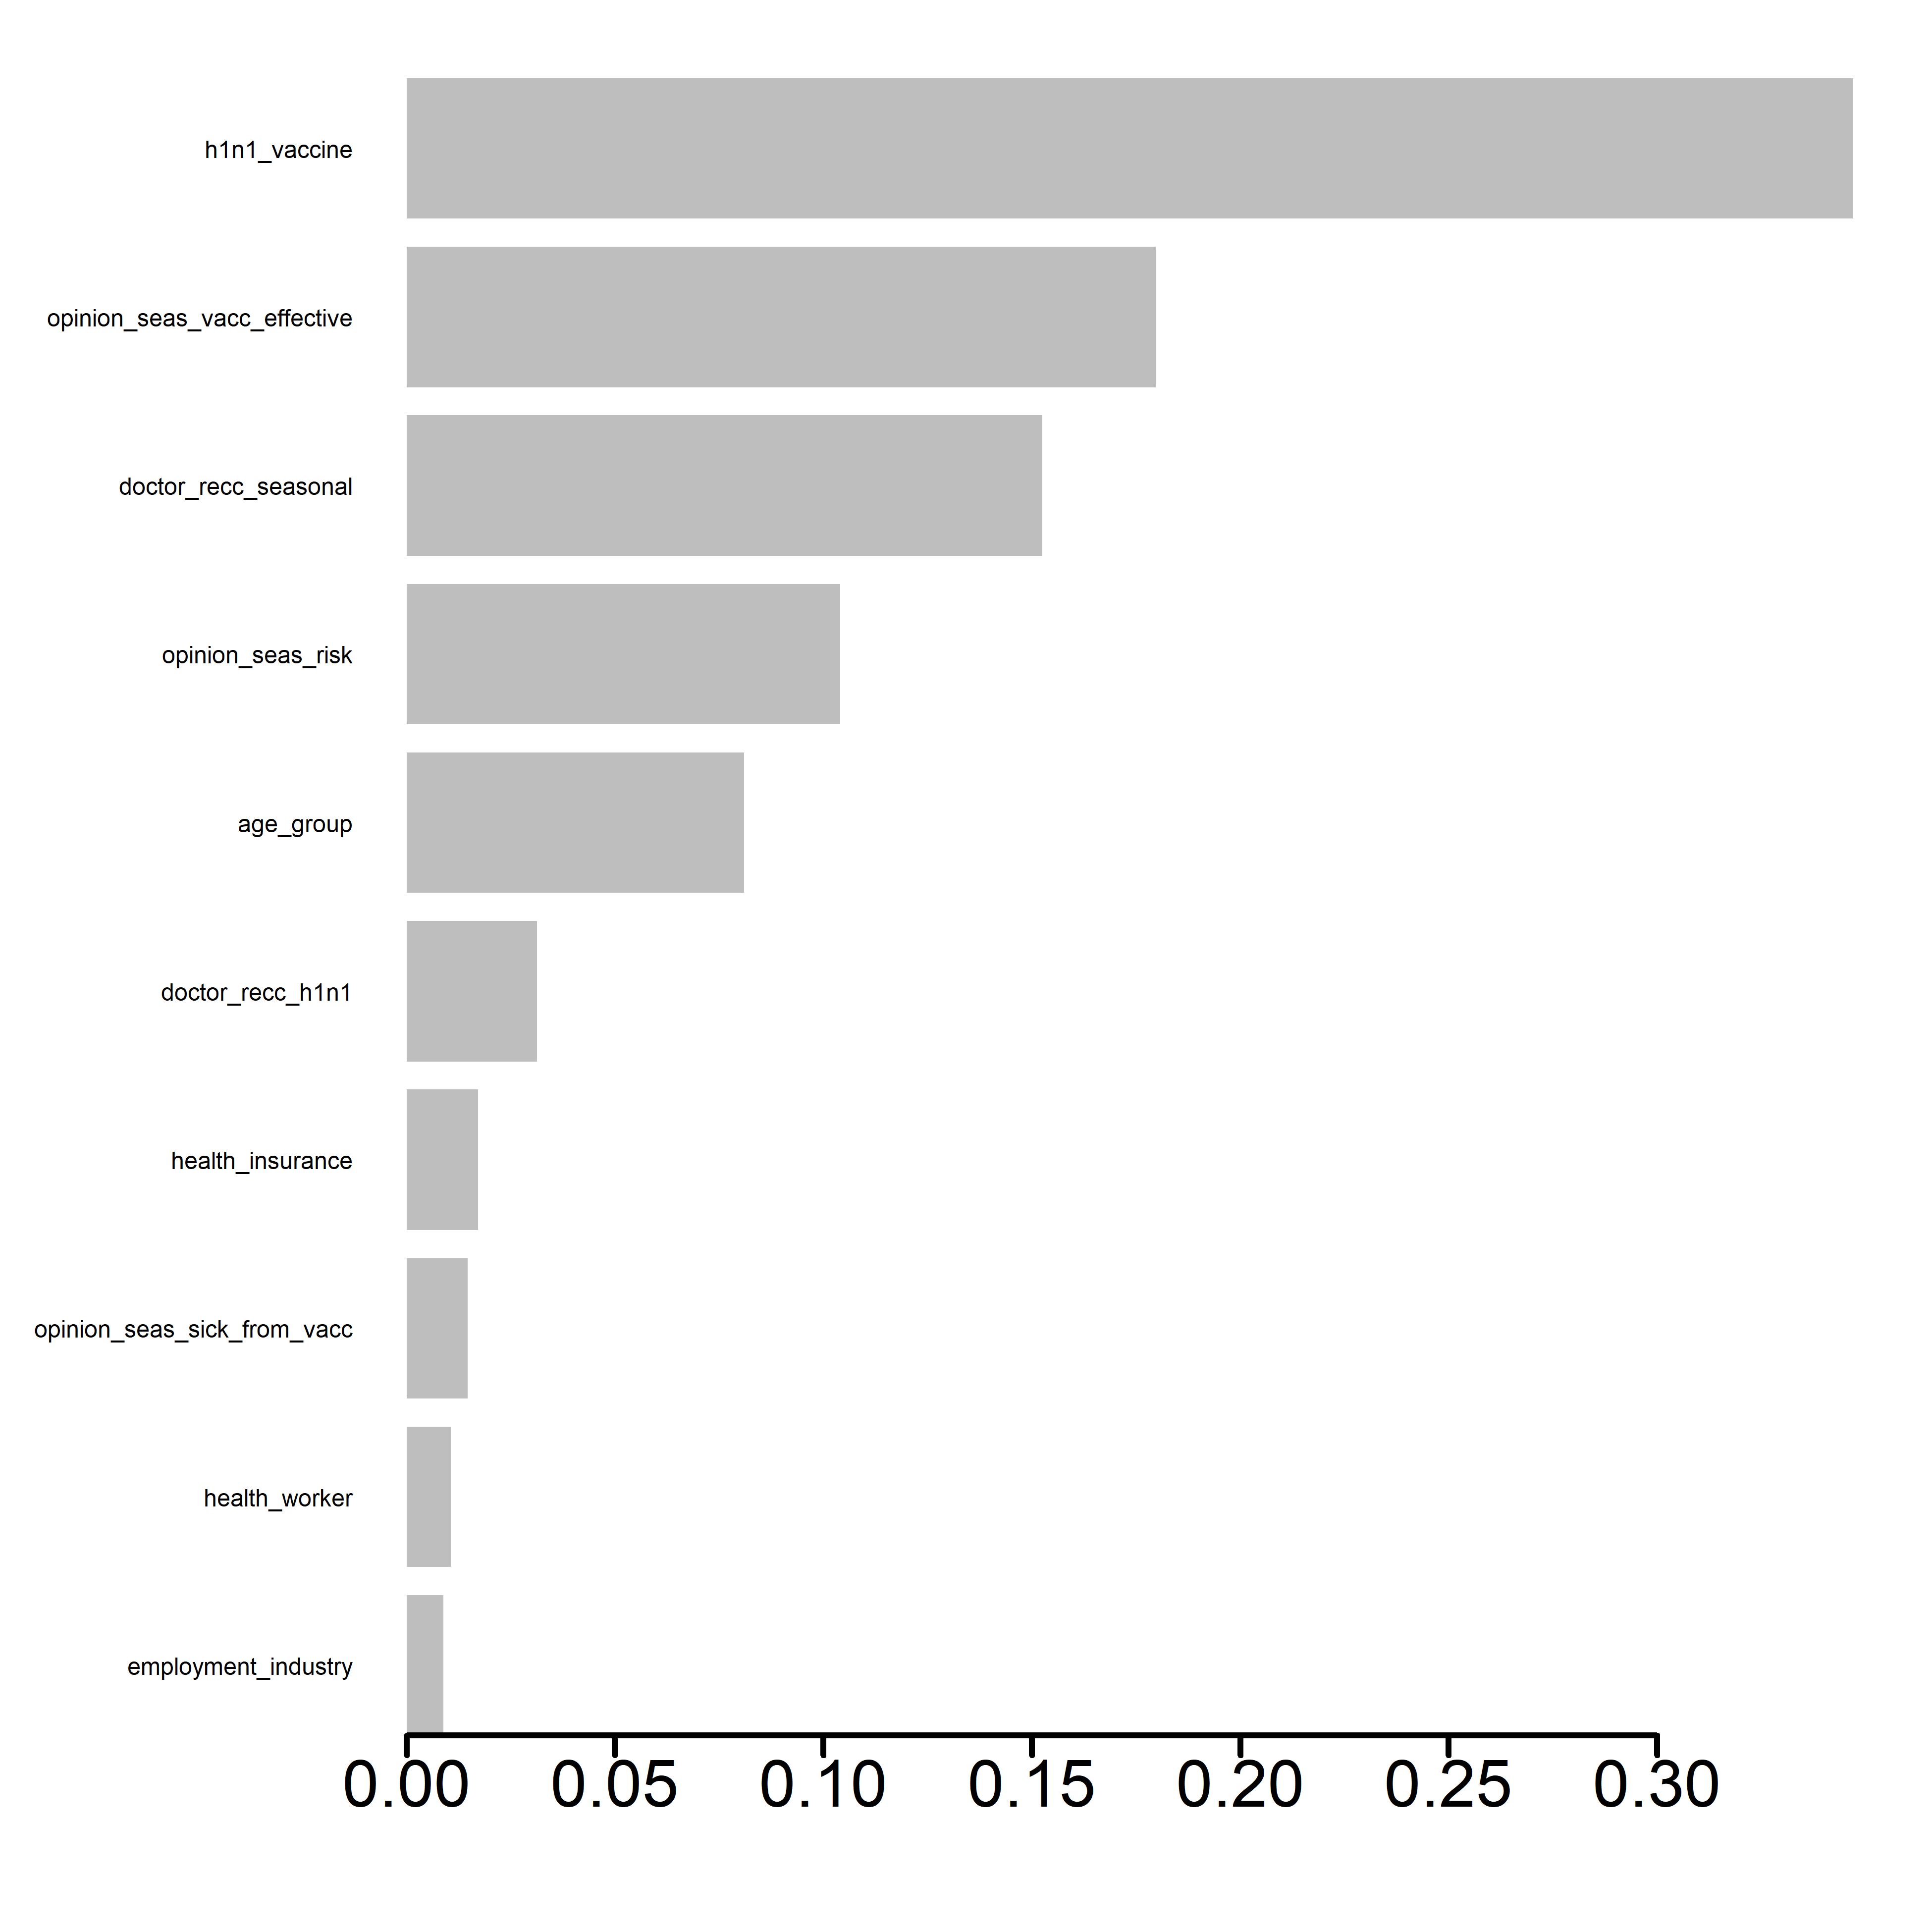 h1n1_vaccine
opinion_seas_vacc_effective
doctor_recc_seasonal
opinion_seas_risk
age_group
doctor_recc_h1n1
health_insurance
opinion_seas_sick_from_vacc
health_worker
employment_industry
0.00 0.05 0.10 0.15 0.20 0.25 0.30